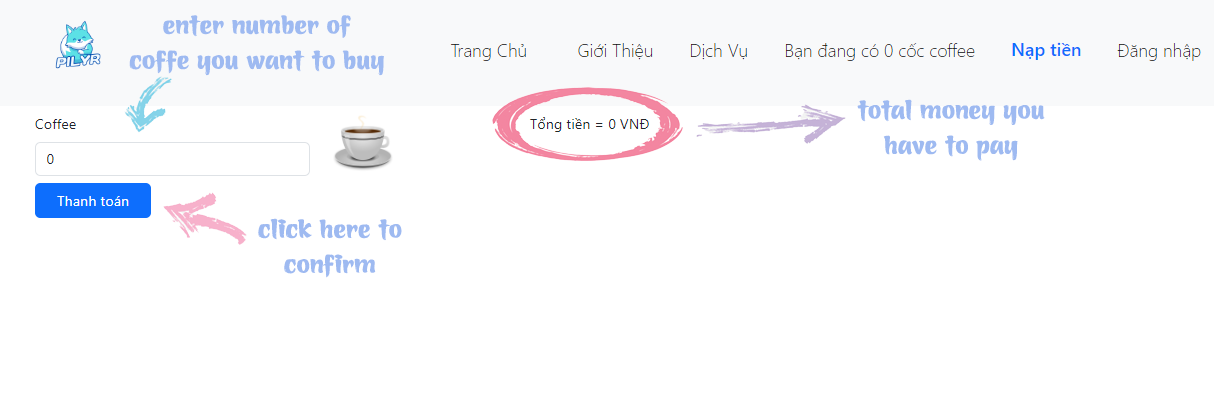 enter number of
coffe you want to buy
PILVR
Trang Chủ Giới Thiệu Dịch Vụ Bạn đang có 0 cốc coffee Nạp tiền Đăng nhập
Coffee
0
Thanh toán
Tổng tiền = 0 VNĐ
total money you
have to pay
click here to
confirm